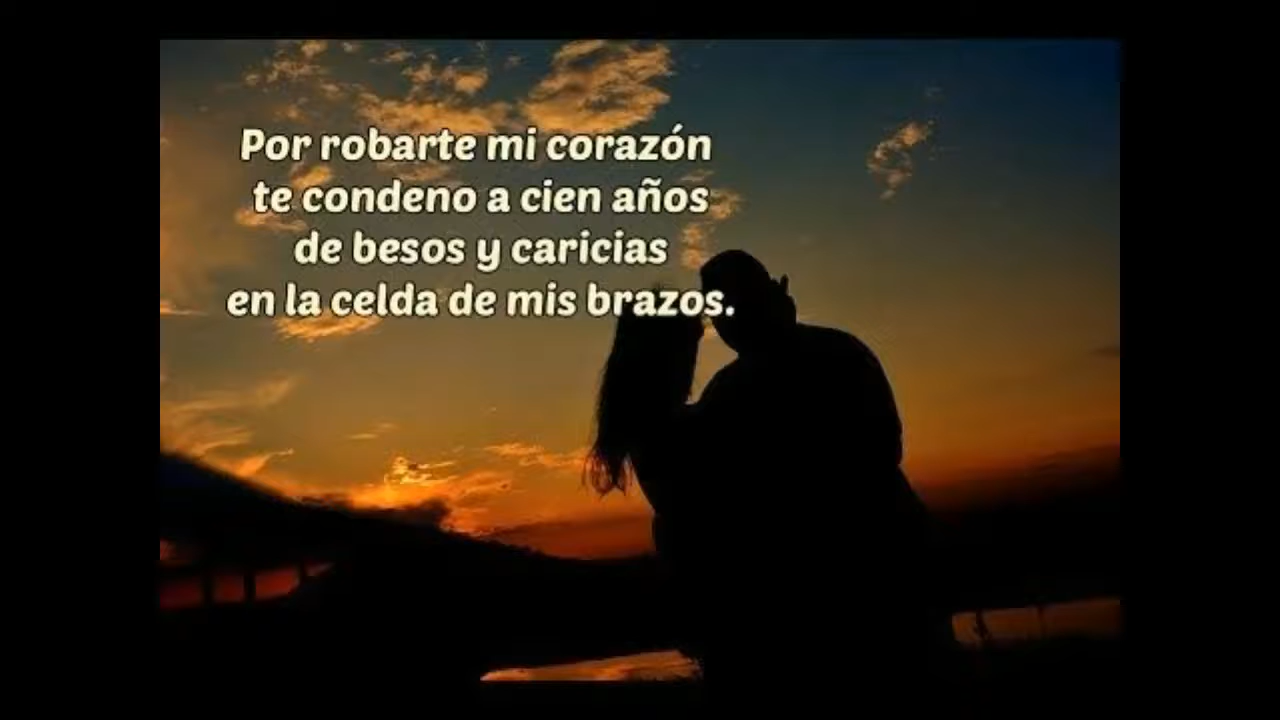 Por robarte mi corazón
te condeno a cien años
de besos y caricias
en la celda de mis brazos.